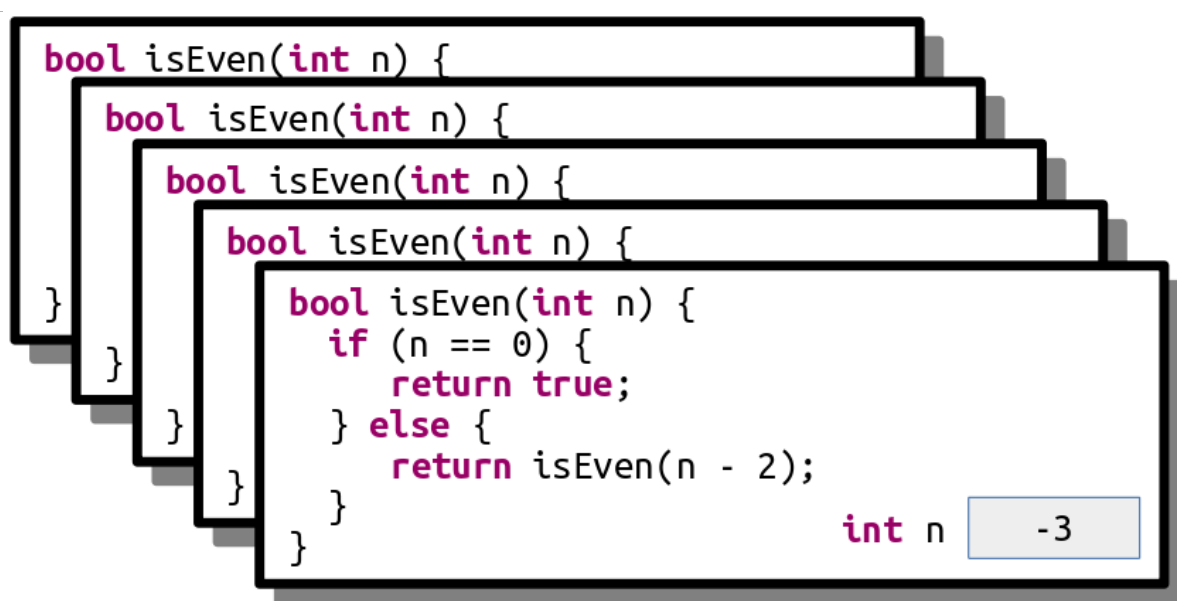 bool isEven(int n) {
bool isEven(int n) {
bool isEven(int n) {
bool isEven(int n) {
bool isEven(int n) {
if (n == 0) {
return true;
} else {
return isEven(n - 2);
}
}
}
}
}
}
int n -3